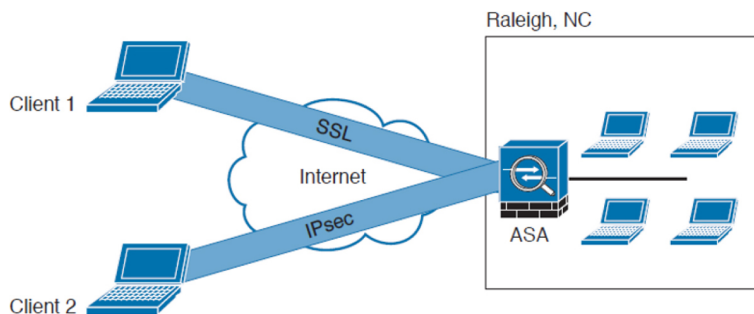 Raleigh, NC
Client 1
SSL
Internet
IPsec
ASA
Client 2